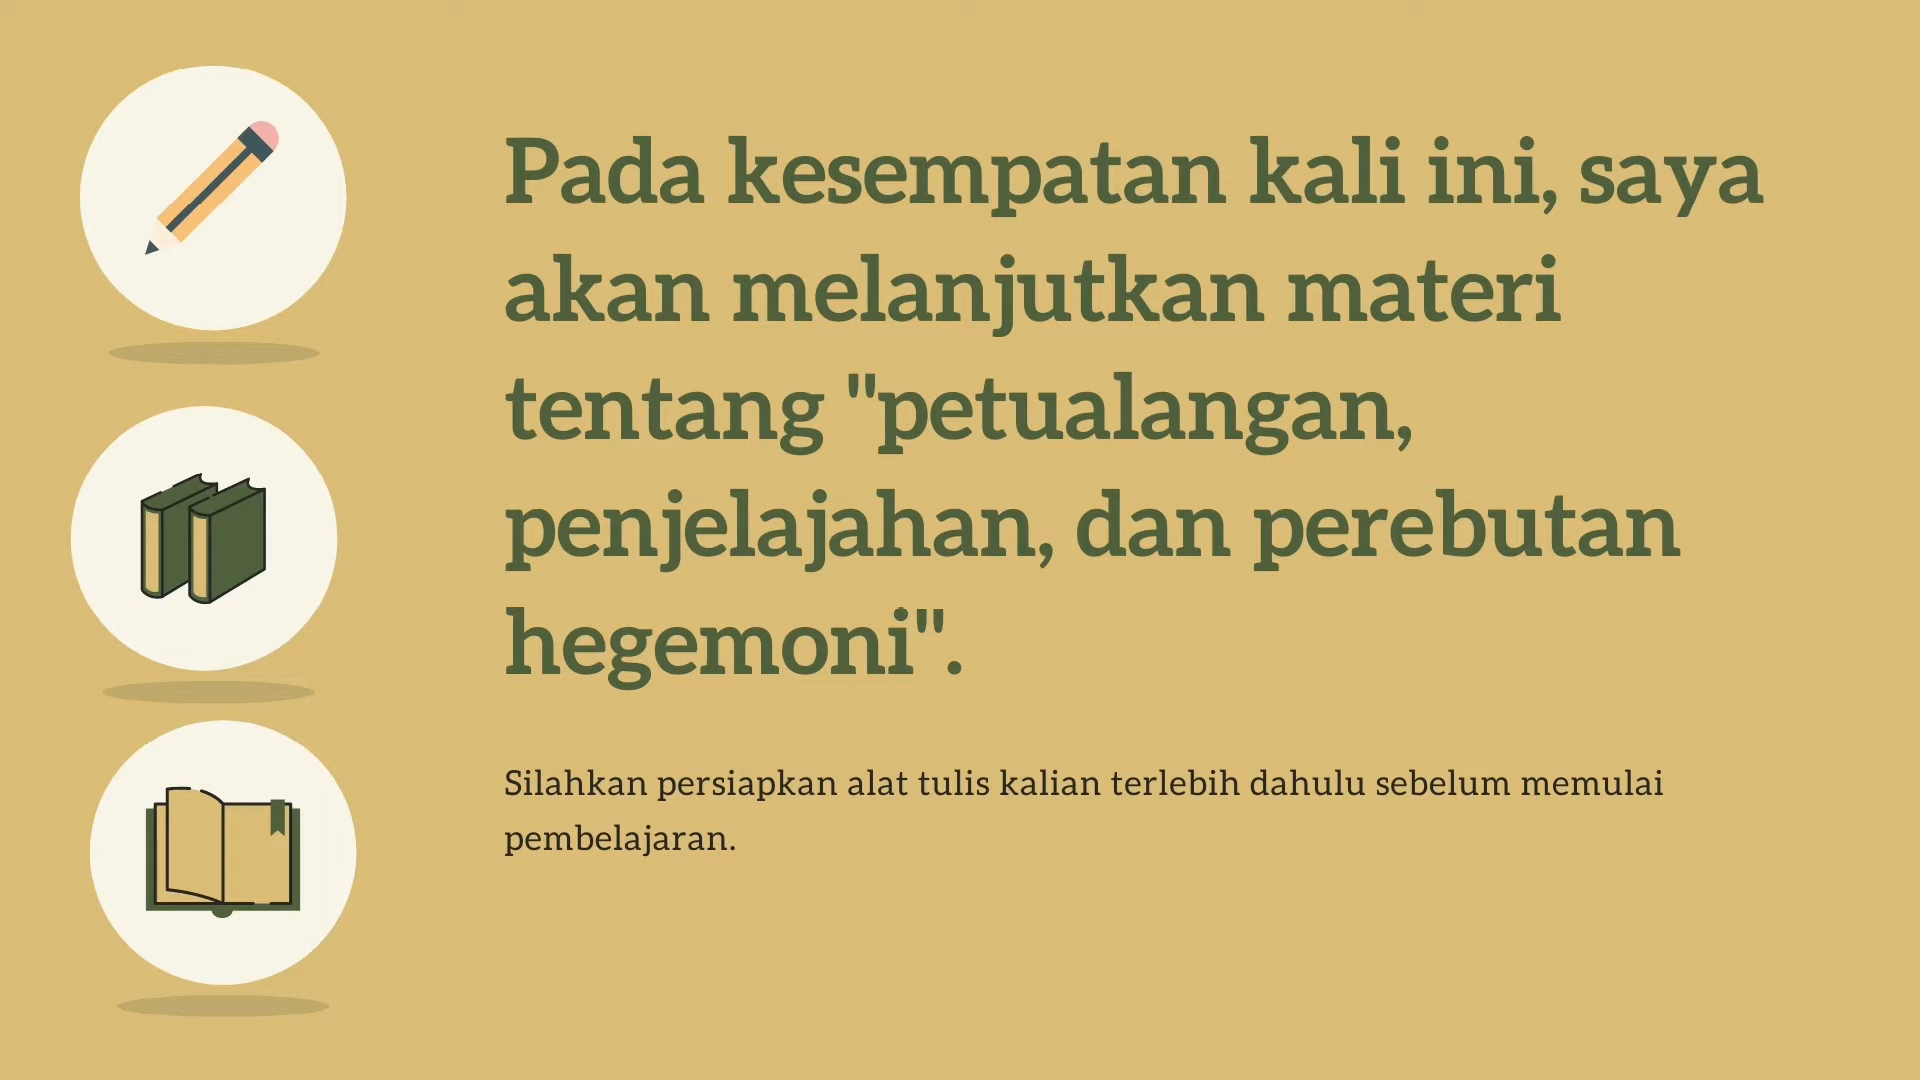 Pada kesempatan kali ini, saya
akan melanjutkan materi
tentang "petualangan,
penjelajahan, dan perebutan
hegemoni".
Silahkan persiapkan alat tulis kalian terlebih dahulu sebelum memulai
pembelajaran.